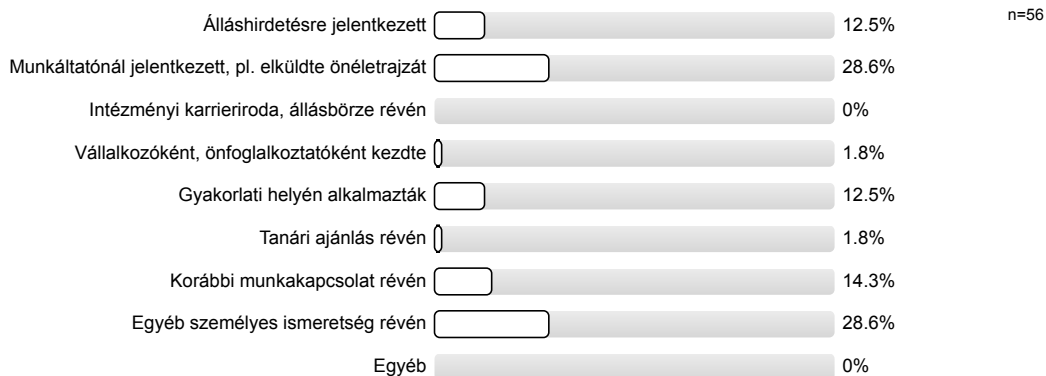 Álláshirdetésre jelentkezett 12.5% n=56
Munkáltatónál jelentkezett, pl. elküldte önéletrajzát 28.6%
Intézményi karrieriroda, állásbörze révén 0%
Vállalkozóként, önfoglalkoztatóként kezdte 1.8%
Gyakorlati helyén alkalmazták 12.5%
Tanári ajánlás révén 1.8%
Korábbi munkakapcsolat révén 14.3%
Egyéb személyes ismeretség révén 28.6%
Egyéb 0%